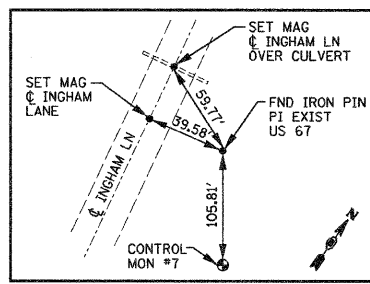 SET MAG
℄ INGHAM LN
OVER CULVERT
SET MAG
℄ INGHAM
LANE
59.77'
FND IRON PIN
PI EXIST
US 67
39.58'
℄ INGHAM LN
105.81'
CONTROL
MON #7
N